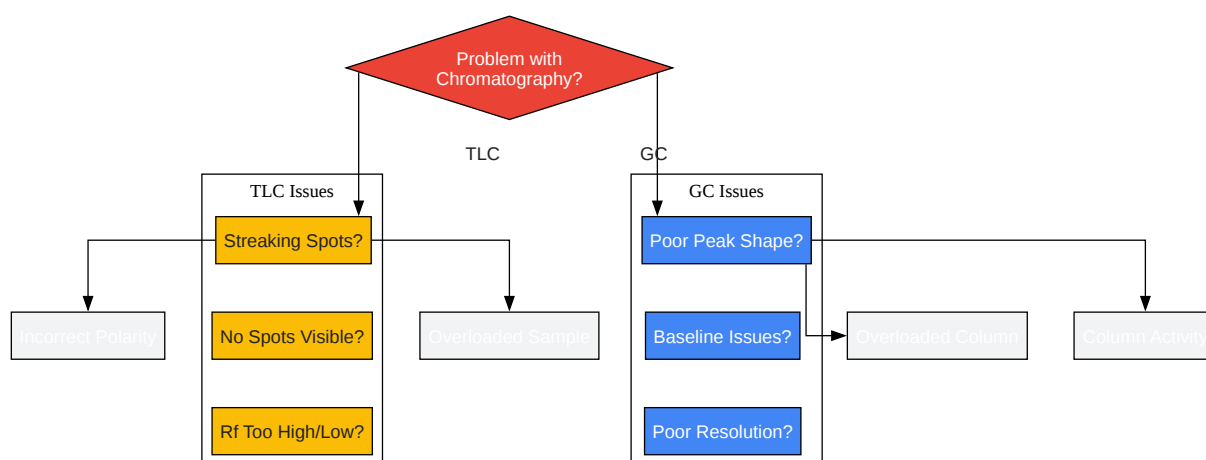 Problem with
Chromatography?
TLC
GC
TLC Issues
GC Issues
Streaking Spots?
Poor Peak Shape?
Incorrect Polarity
No Spots Visible?
Overloaded Sample
Baseline Issues?
Overloaded Column
Column Activity
Rf Too High/Low?
Poor Resolution?